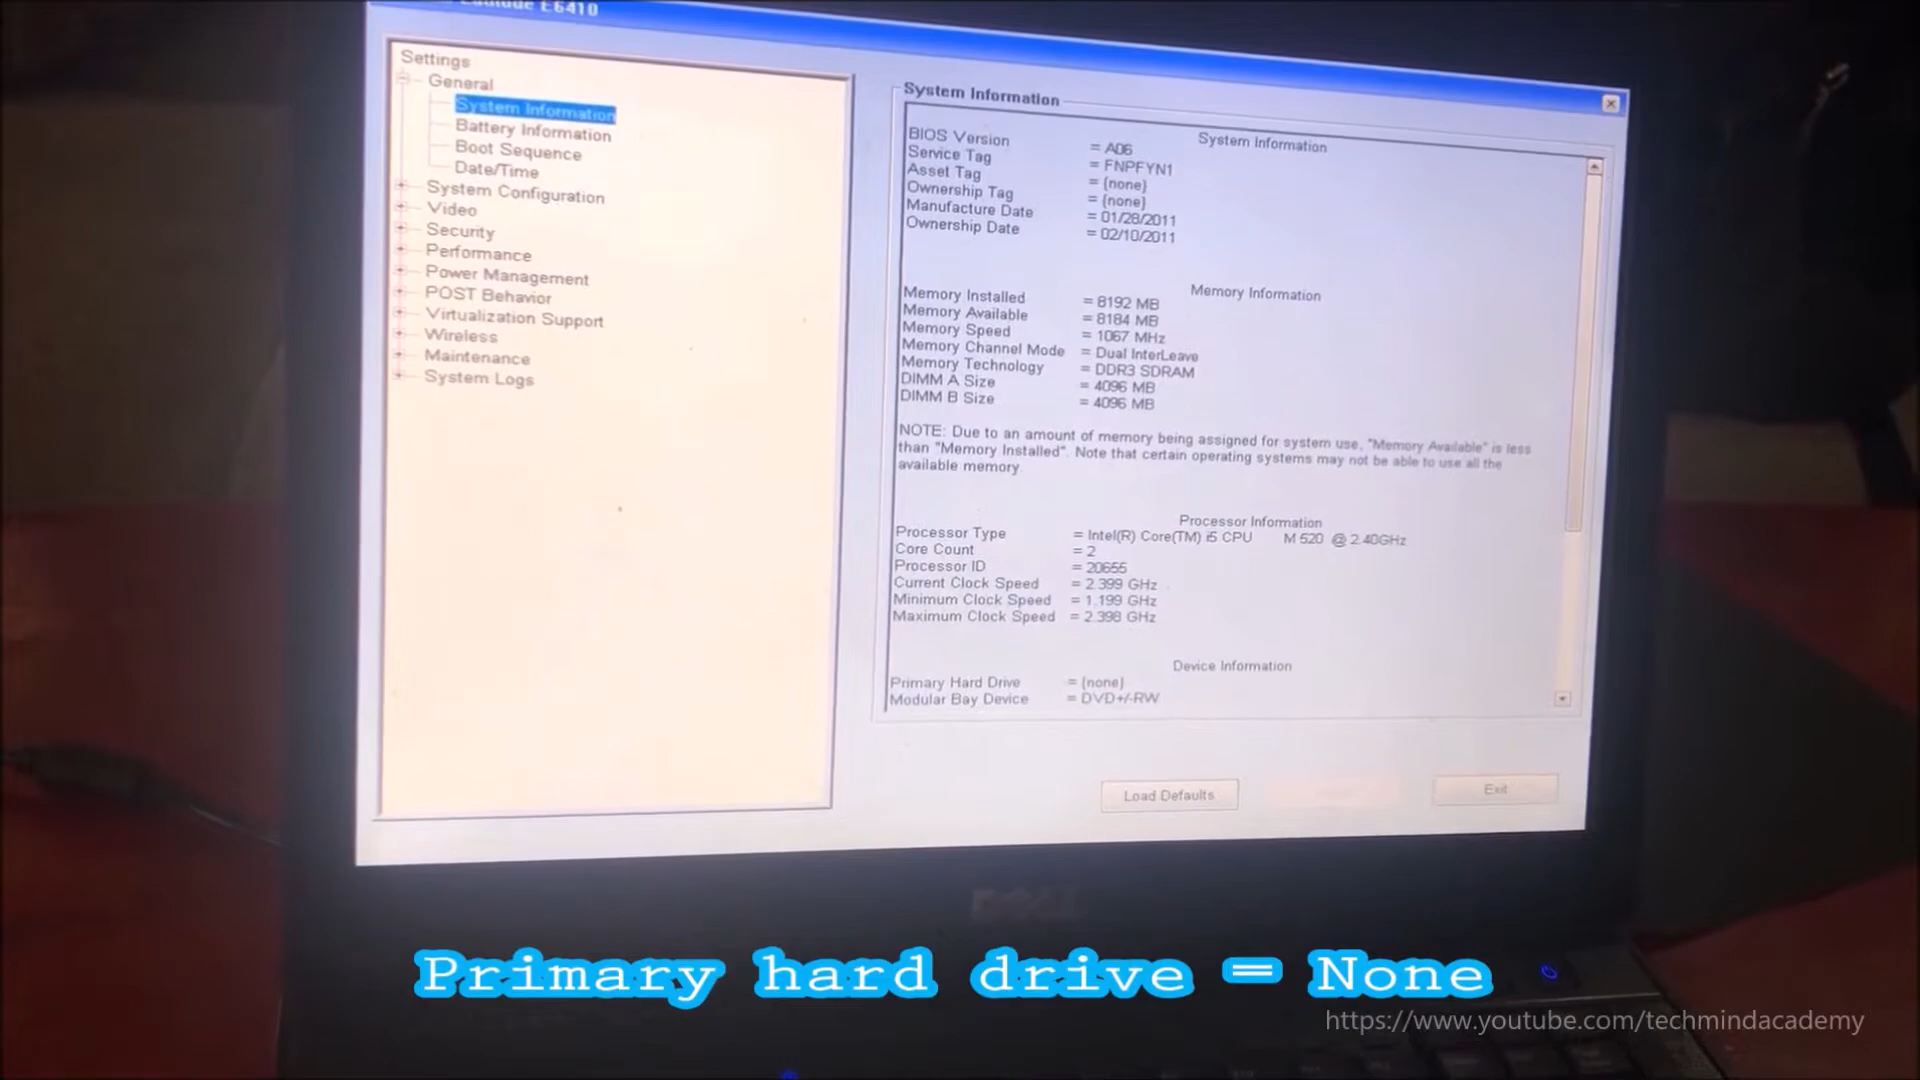 Latitude E6410
Settings
General
System Information
Battery Information
Boot Sequence
Date/Time
System Configuration
Video
Security
Performance
Power Management
POST Behavior
Virtualization Support
Wireless
Maintenance
System Logs
System Information
System Information
BIOS Version = A06
Service Tag = FNPFYN1
Asset Tag = {none}
Ownership Tag = {none}
Manufacture Date = 01/28/2011
Ownership Date = 02/10/2011
Memory Information
Memory Installed = 8192 MB
Memory Available = 8184 MB
Memory Speed = 1067 MHz
Memory Channel Mode = Dual InterLeave
Memory Technology = DDR3 SDRAM
DIMM A Size = 4096 MB
DIMM B Size = 4096 MB
NOTE: Due to an amount of memory being assigned for system use, "Memory Available" is less
than "Memory Installed". Note that certain operating systems may not be able to use all the
available memory.
Processor Information
Processor Type = Intel(R) Core(TM) i5 CPU M 520 @ 2.40GHz
Core Count = 2
Processor ID = 20655
Current Clock Speed = 2.399 GHz
Minimum Clock Speed = 1.199 GHz
Maximum Clock Speed = 2.398 GHz
Device Information
Primary Hard Drive = {none}
Modular Bay Device = DVD+/-RW
Load Defaults
Exit
DELL
Primary hard drive = None
https://www.youtube.com/techmindacademy